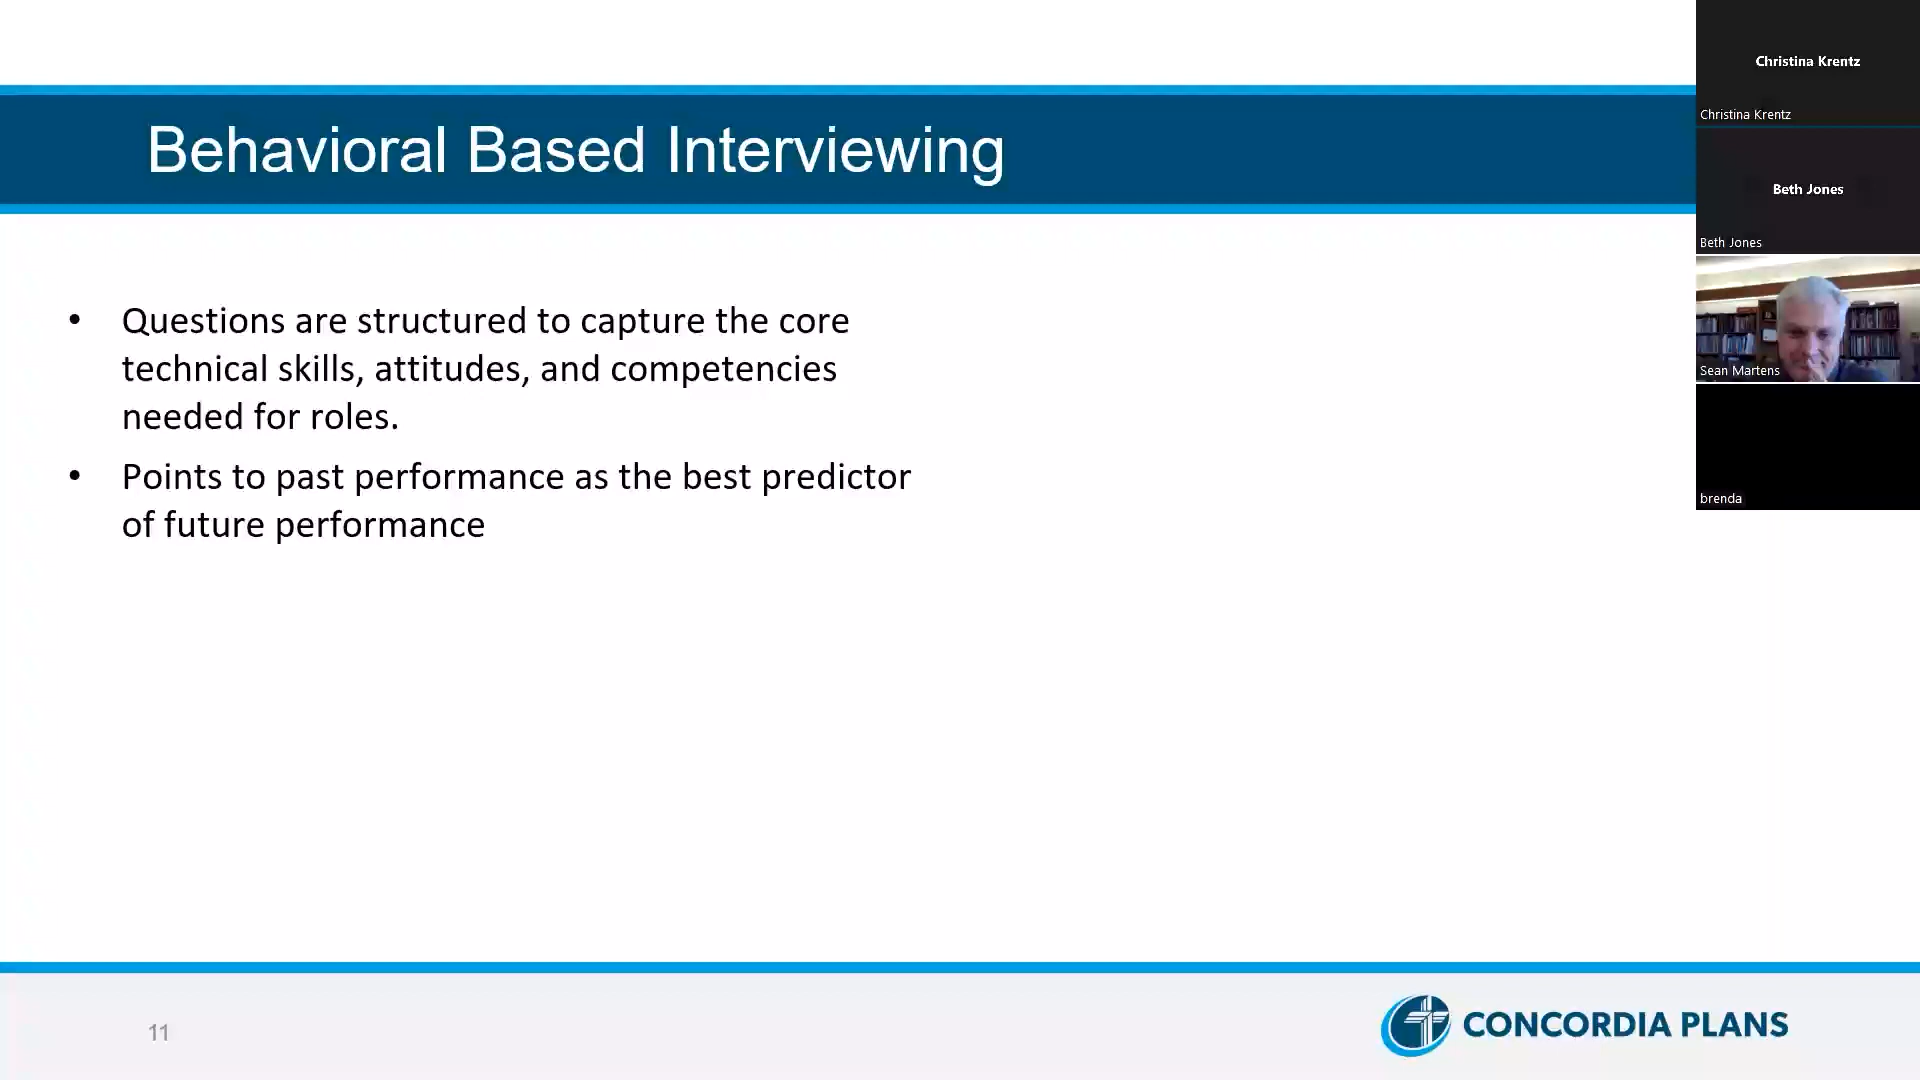 Behavioral Based Interviewing
• Questions are structured to capture the core
technical skills, attitudes, and competencies
needed for roles.
• Points to past performance as the best predictor
of future performance
11
CONCORDIA PLANS
Christina Krentz
Christina Krentz
Beth Jones
Beth Jones
Sean Martens
brenda